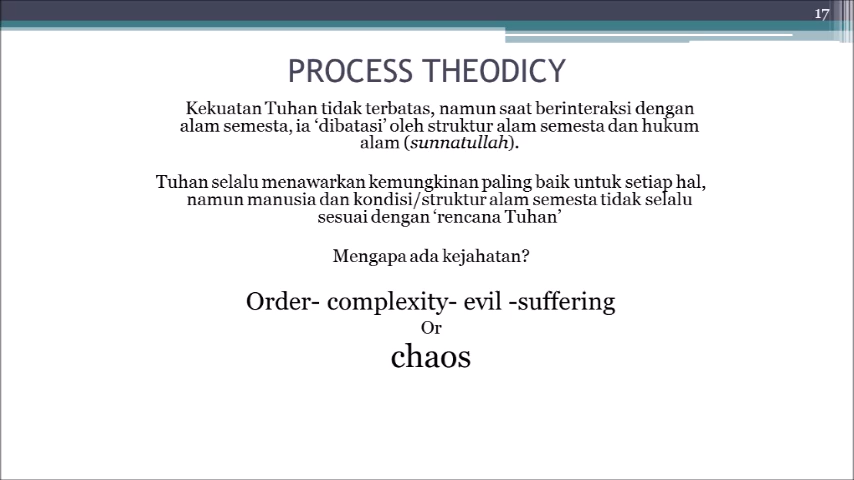 17
PROCESS THEODICY
Kekuatan Tuhan tidak terbatas, namun saat berinteraksi dengan
alam semesta, ia ‘dibatasi’ oleh struktur alam semesta dan hukum
alam (sunnatullah).
Tuhan selalu menawarkan kemungkinan paling baik untuk setiap hal,
namun manusia dan kondisi/struktur alam semesta tidak selalu
sesuai dengan ‘rencana Tuhan’
Mengapa ada kejahatan?
Order- complexity- evil -suffering
Or
chaos